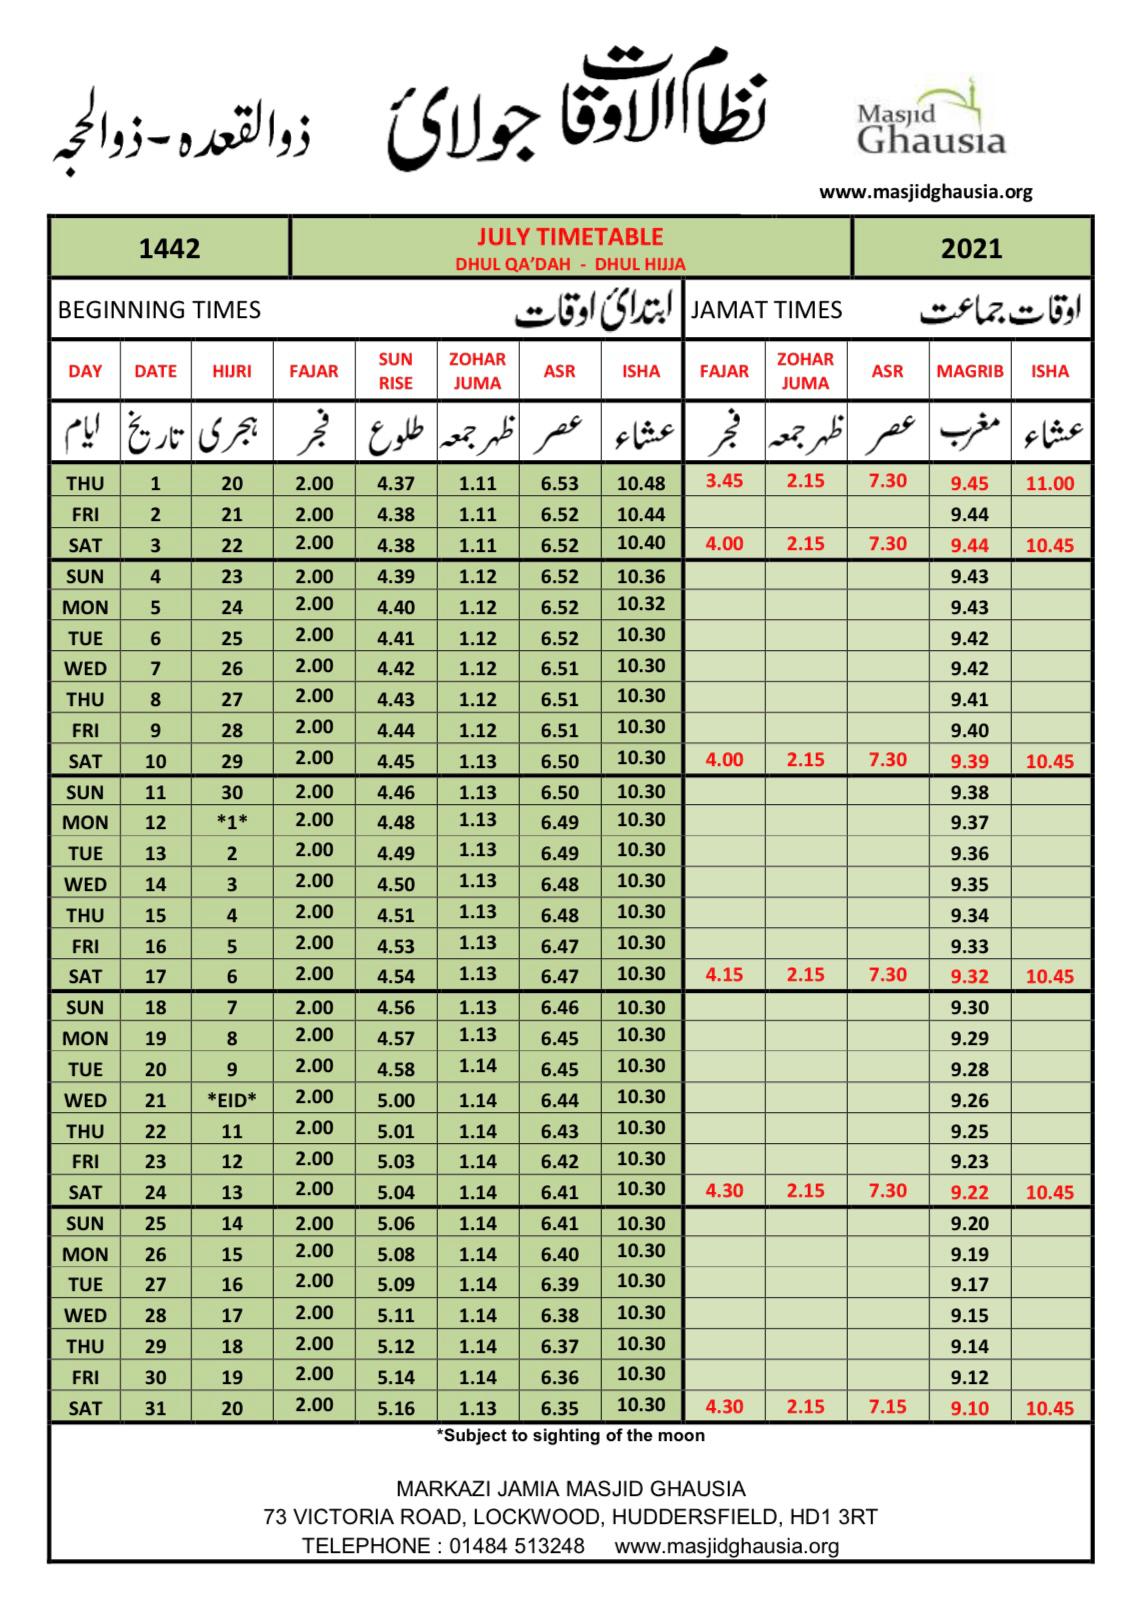 نظام الاوقات جولائ
ذوالقعدہ - ذوالحجہ
Masjid
Ghausia
www.masjidghausia.org
1442 JULY TIMETABLE 2021
DHUL QA’DAH - DHUL HIJJA
BEGINNING TIMES ابتدائ اوقات JAMAT TIMES اوقات جماعت
DAY DATE HIJRI FAJAR SUN RISE ZOHAR JUMA ASR ISHA FAJAR ZOHAR JUMA ASR MAGRIB ISHA
ایام تاریخ ہجری فجر طلوع ظہر جمعہ عصر عشاء فجر ظہر جمعہ عصر مغرب عشاء
THU 1 20 2.00 4.37 1.11 6.53 10.48 3.45 2.15 7.30 9.45 11.00
FRI 2 21 2.00 4.38 1.11 6.52 10.44 9.44
SAT 3 22 2.00 4.38 1.11 6.52 10.40 4.00 2.15 7.30 9.44 10.45
SUN 4 23 2.00 4.39 1.12 6.52 10.36 9.43
MON 5 24 2.00 4.40 1.12 6.52 10.32 9.43
TUE 6 25 2.00 4.41 1.12 6.52 10.30 9.42
WED 7 26 2.00 4.42 1.12 6.51 10.30 9.42
THU 8 27 2.00 4.43 1.12 6.51 10.30 9.41
FRI 9 28 2.00 4.44 1.12 6.51 10.30 9.40
SAT 10 29 2.00 4.45 1.13 6.50 10.30 4.00 2.15 7.30 9.39 10.45
SUN 11 30 2.00 4.46 1.13 6.50 10.30 9.38
MON 12 *1* 2.00 4.48 1.13 6.49 10.30 9.37
TUE 13 2 2.00 4.49 1.13 6.49 10.30 9.36
WED 14 3 2.00 4.50 1.13 6.48 10.30 9.35
THU 15 4 2.00 4.51 1.13 6.48 10.30 9.34
FRI 16 5 2.00 4.53 1.13 6.47 10.30 9.33
SAT 17 6 2.00 4.54 1.13 6.47 10.30 4.15 2.15 7.30 9.32 10.45
SUN 18 7 2.00 4.56 1.13 6.46 10.30 9.30
MON 19 8 2.00 4.57 1.13 6.45 10.30 9.29
TUE 20 9 2.00 4.58 1.14 6.45 10.30 9.28
WED 21 *EID* 2.00 5.00 1.14 6.44 10.30 9.26
THU 22 11 2.00 5.01 1.14 6.43 10.30 9.25
FRI 23 12 2.00 5.03 1.14 6.42 10.30 9.23
SAT 24 13 2.00 5.04 1.14 6.41 10.30 4.30 2.15 7.30 9.22 10.45
SUN 25 14 2.00 5.06 1.14 6.41 10.30 9.20
MON 26 15 2.00 5.08 1.14 6.40 10.30 9.19
TUE 27 16 2.00 5.09 1.14 6.39 10.30 9.17
WED 28 17 2.00 5.11 1.14 6.38 10.30 9.15
THU 29 18 2.00 5.12 1.14 6.37 10.30 9.14
FRI 30 19 2.00 5.14 1.14 6.36 10.30 9.12
SAT 31 20 2.00 5.16 1.13 6.35 10.30 4.30 2.15 7.15 9.10 10.45
*Subject to sighting of the moon
MARKAZI JAMIA MASJID GHAUSIA
73 VICTORIA ROAD, LOCKWOOD, HUDDERSFIELD, HD1 3RT
TELEPHONE : 01484 513248 www.masjidghausia.org